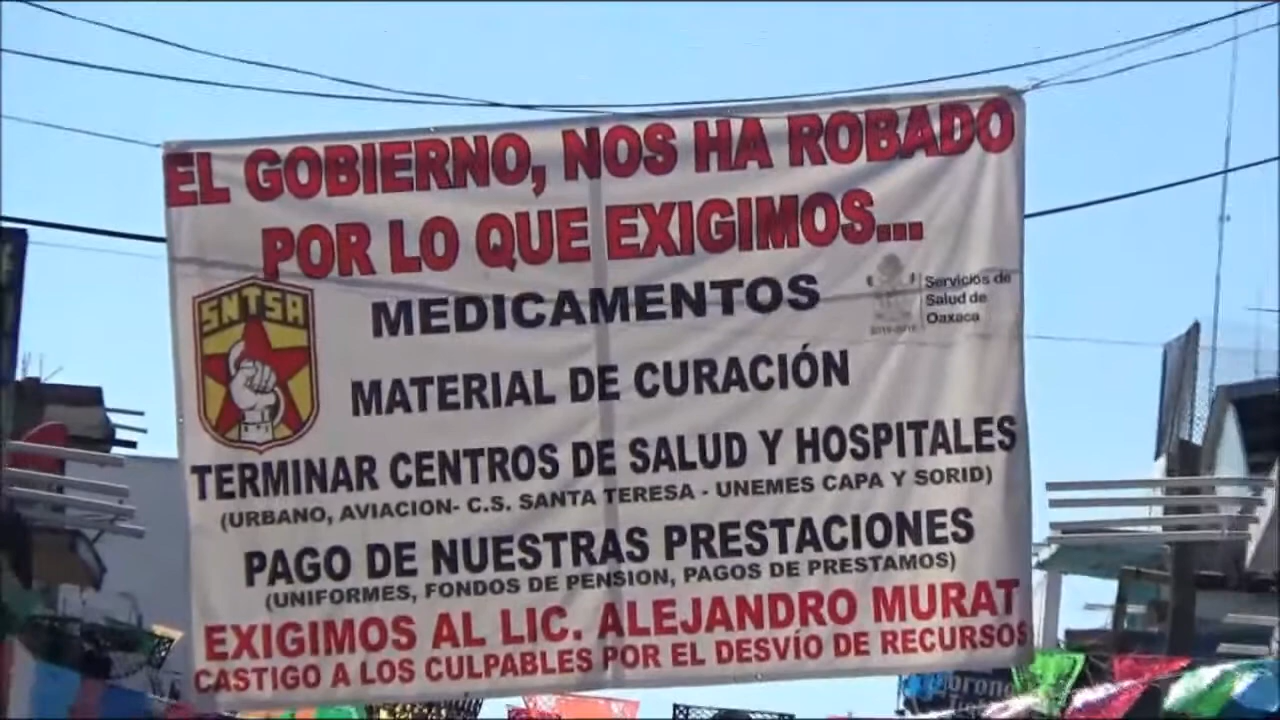 EL GOBIERNO, NOS HA ROBADO
POR LO QUE EXIGIMOS...
SNTSA
MEDICAMENTOS
Servicios de
Salud de
Oaxaca
MATERIAL DE CURACIÓN
TERMINAR CENTROS DE SALUD Y HOSPITALES
(URBANO, AVIACION- C.S. SANTA TERESA - UNEMES CAPA Y SORID)
PAGO DE NUESTRAS PRESTACIONES
(UNIFORMES, FONDOS DE PENSION, PAGOS DE PRESTAMOS)
EXIGIMOS AL LIC. ALEJANDRO MURAT
CASTIGO A LOS CULPABLES POR EL DESVÍO DE RECURSOS